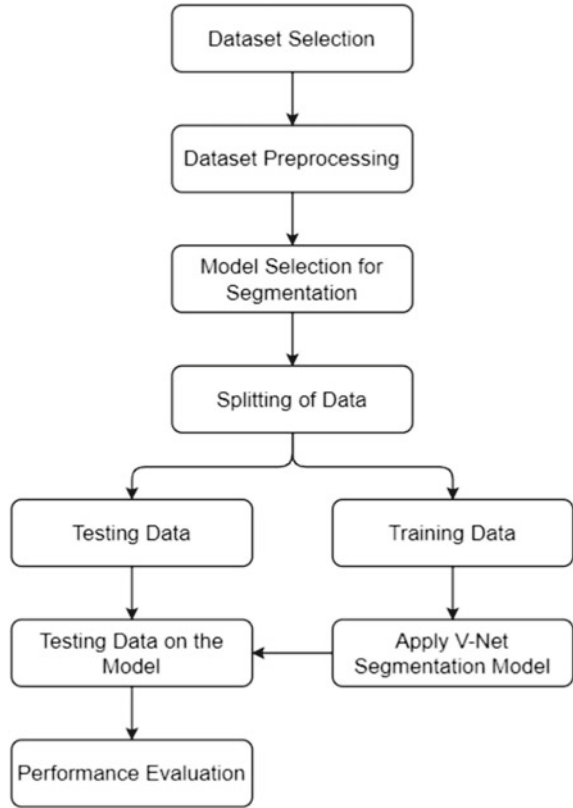 Dataset Selection
Dataset Preprocessing
Model Selection for
Segmentation
Splitting of Data
Testing Data
Training Data
Testing Data on the
Model
Apply V-Net
Segmentation Model
Performance Evaluation